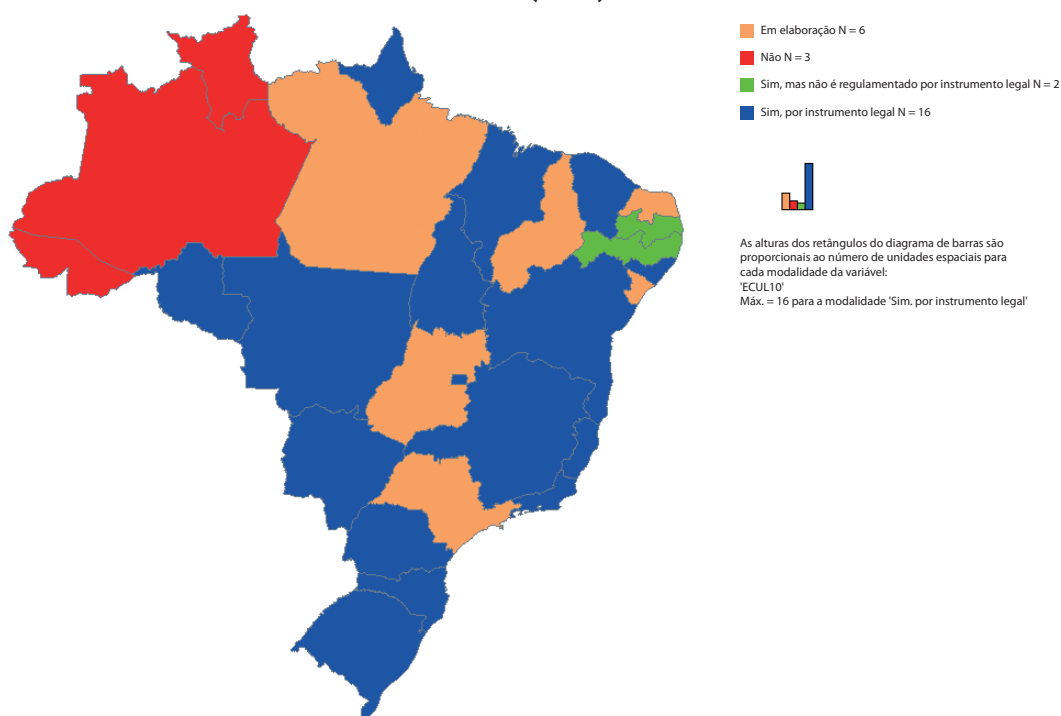 Em elaboração N = 6
Não N = 3
Sim, mas não é regulamentado por instrumento legal N = 2
Sim, por instrumento legal N = 16
As alturas dos retângulos do diagrama de barras são
proporcionais ao número de unidades espaciais para
cada modalidade da variável:
'ECUL10'
Máx. = 16 para a modalidade 'Sim. por instrumento legal'